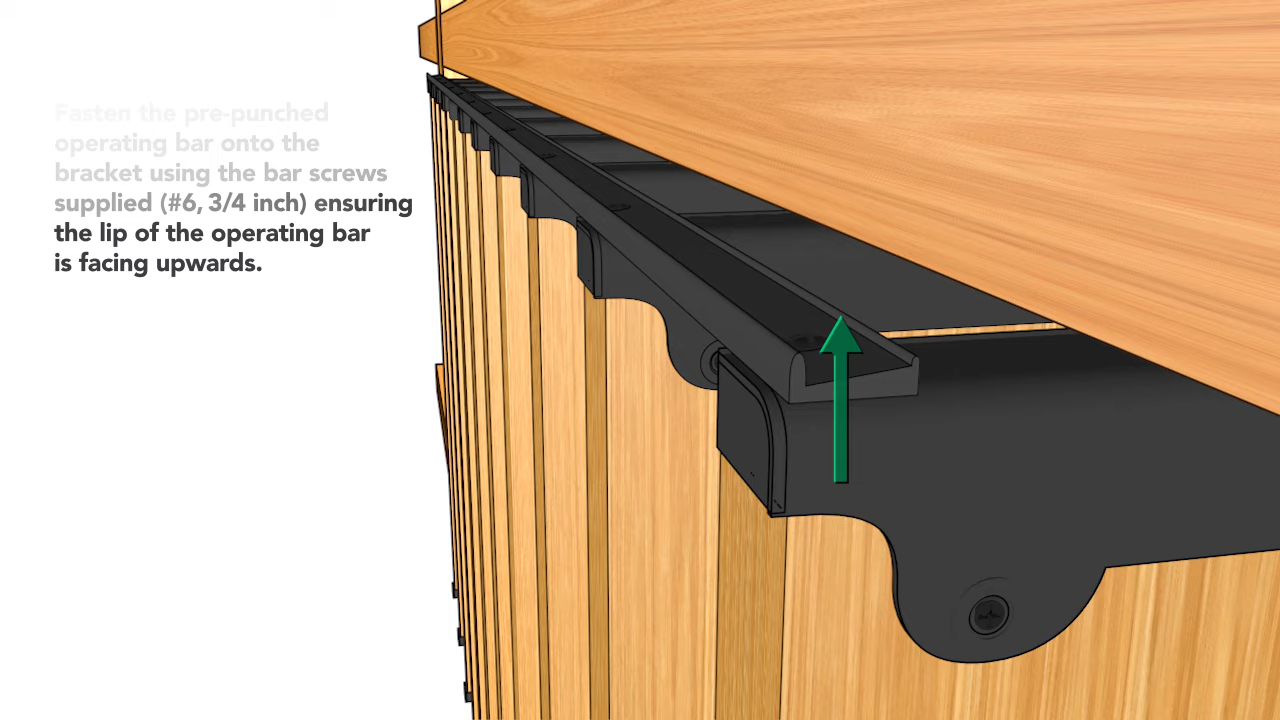 Fasten the pre-punched
operating bar onto the
bracket using the bar screws
supplied (#6, 3/4 inch) ensuring
the lip of the operating bar
is facing upwards.